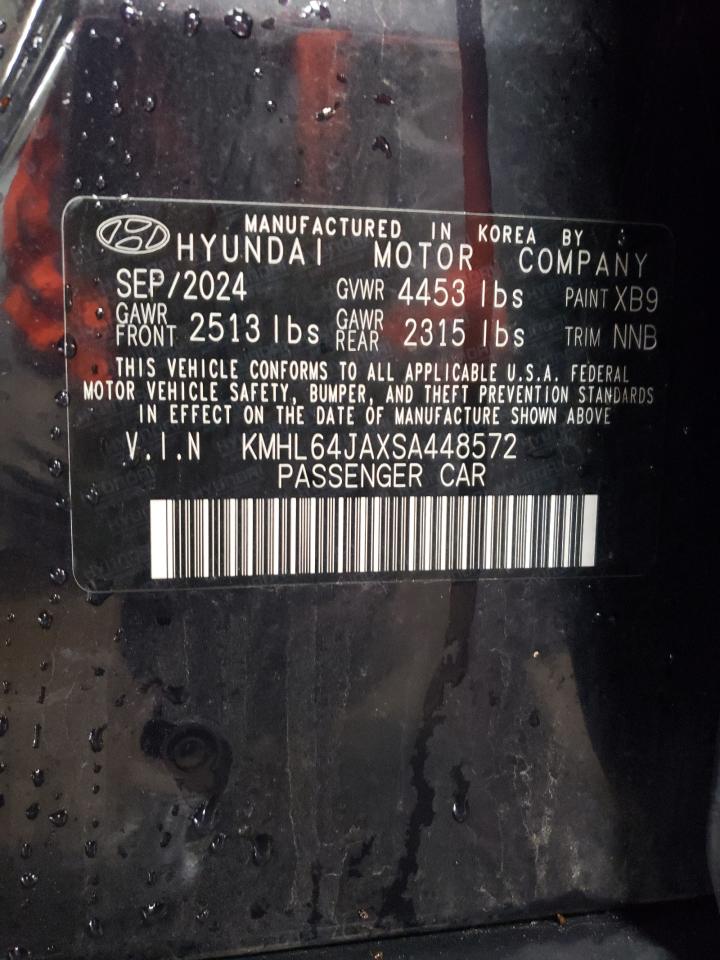 MANUFACTURED IN KOREA BY
HYUNDAI MOTOR COMPANY
SEP/2024 GVWR 4453 lbs PAINT XB9
GAWR FRONT 2513 lbs GAWR REAR 2315 lbs TRIM NNB
THIS VEHICLE CONFORMS TO ALL APPLICABLE U.S.A. FEDERAL
MOTOR VEHICLE SAFETY, BUMPER, AND THEFT PREVENTION STANDARDS
IN EFFECT ON THE DATE OF MANUFACTURE SHOWN ABOVE
V.I.N KMHL64JAXSA448572
PASSENGER CAR